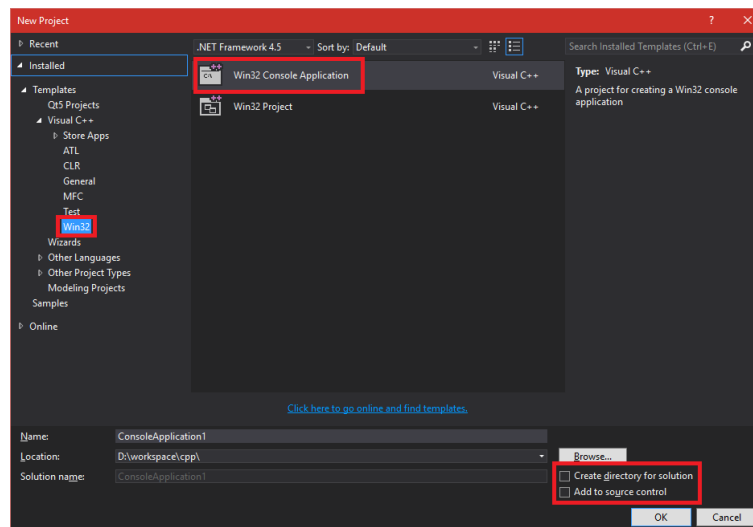 New Project
? X
Recent
.NET Framework 4.5
Sort by: Default
Search Installed Templates (Ctrl+E)
Installed
Win32 Console Application
Visual C++
Type: Visual C++
A project for creating a Win32 console
application
Win32 Project
Visual C++
Templates
Qt5 Projects
Visual C++
Store Apps
ATL
CLR
General
MFC
Test
Win32
Wizards
Other Languages
Other Project Types
Modeling Projects
Samples
Online
Click here to go online and find templates.
Name:
ConsoleApplication1
Location:
D:\workspace\cpp\
Browse...
Solution name:
ConsoleApplication1
Create directory for solution
Add to source control
OK
Cancel